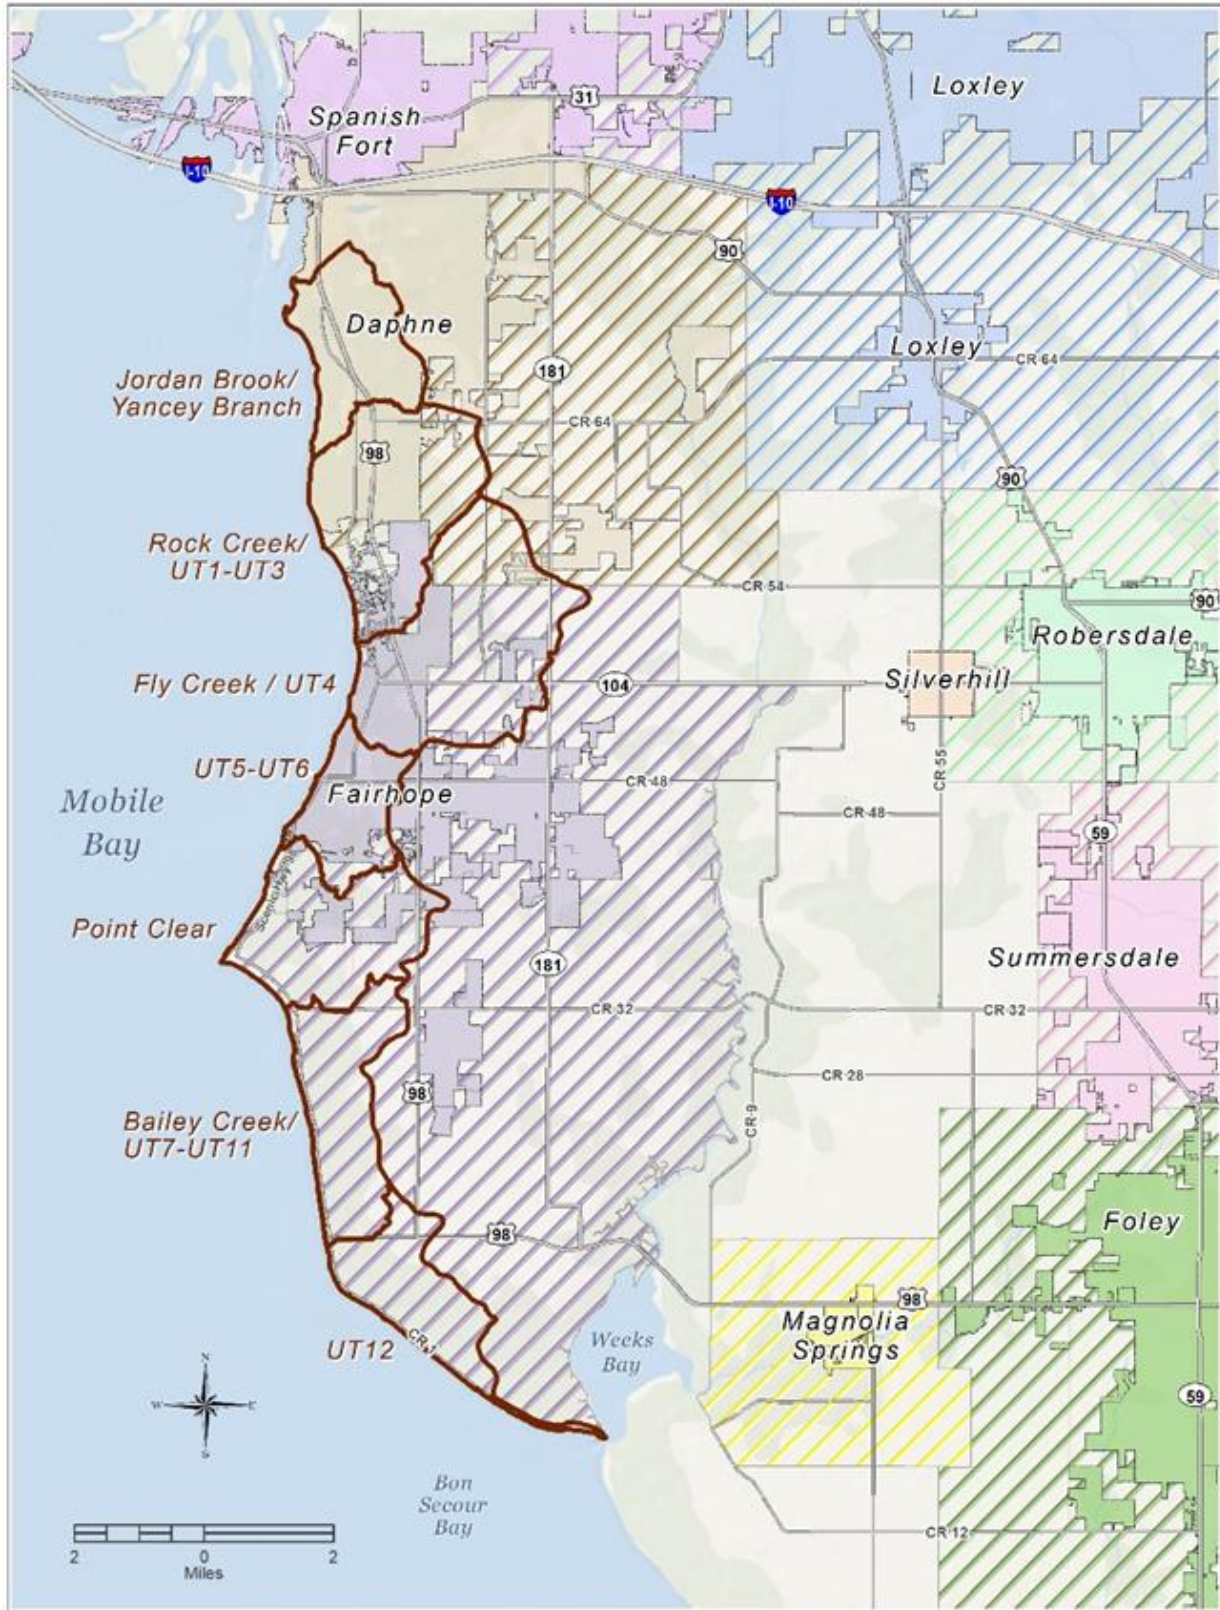 Loxley
31
Spanish
Fort
I-10
I-10
90
Daphne
Loxley
CR 64
181
Jordan Brook/
Yancey Branch
CR 64
98
90
Rock Creek/
UT1-UT3
CR 54
90
Robersdale
Fly Creek / UT4
104
Silverhill
UT5-UT6
CR 48
CR 55
Fairhope
Mobile
Bay
CR 48
59
Scenic Hwy
Point Clear
181
Summersdale
CR 32
CR 32
CR 28
98
CR 9
Bailey Creek/
UT7-UT11
Foley
98
98
Magnolia
Springs
Weeks
Bay
UT12
CR 1
N
W
E
S
59
Bon
Secour
Bay
CR 12
2
0
2
Miles